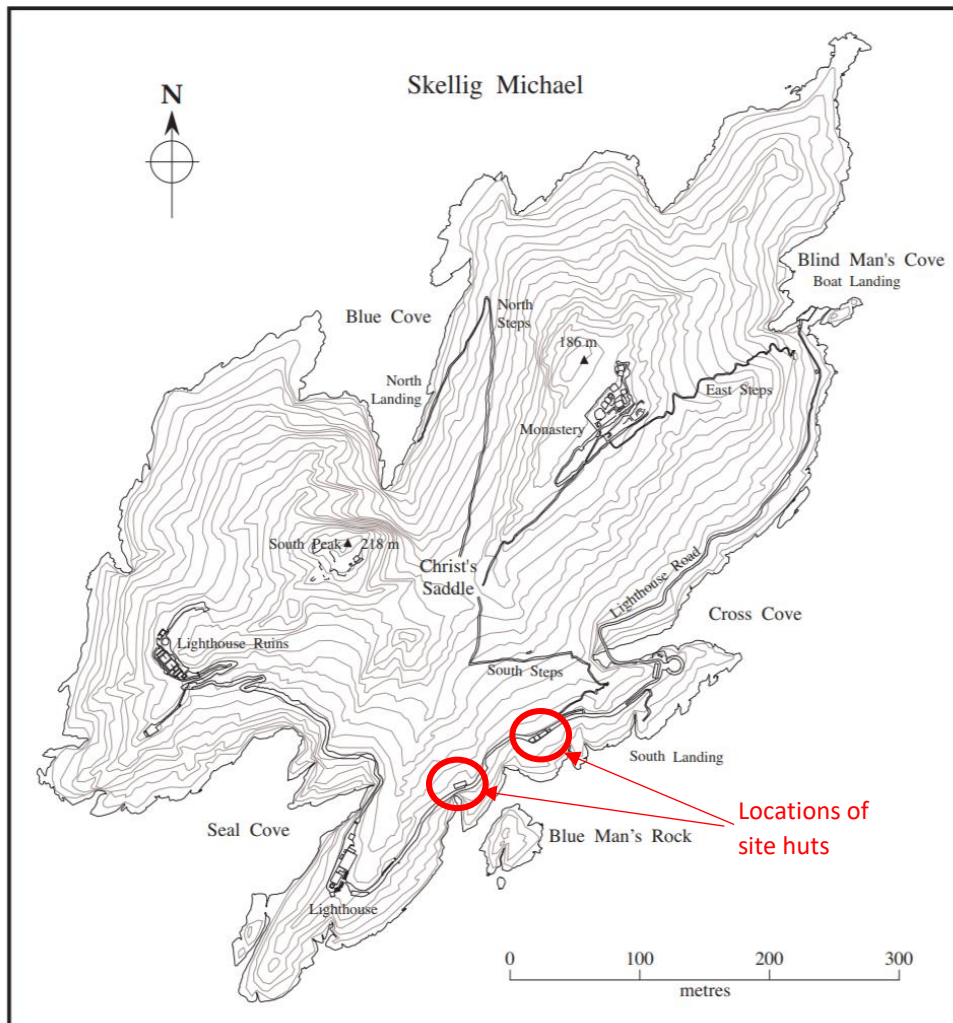 Skellig Michael
N
Blind Man's Cove
Boat Landing
North
Steps
Blue Cove
186 m
North
Landing
East Steps
Monastery
South Peak
218 m
Christ's
Saddle
Lighthouse Road
Cross Cove
Lighthouse Ruins
South Steps
South Landing
Locations of
site huts
Seal Cove
Blue Man's Rock
Lighthouse
0 100 200 300
metres